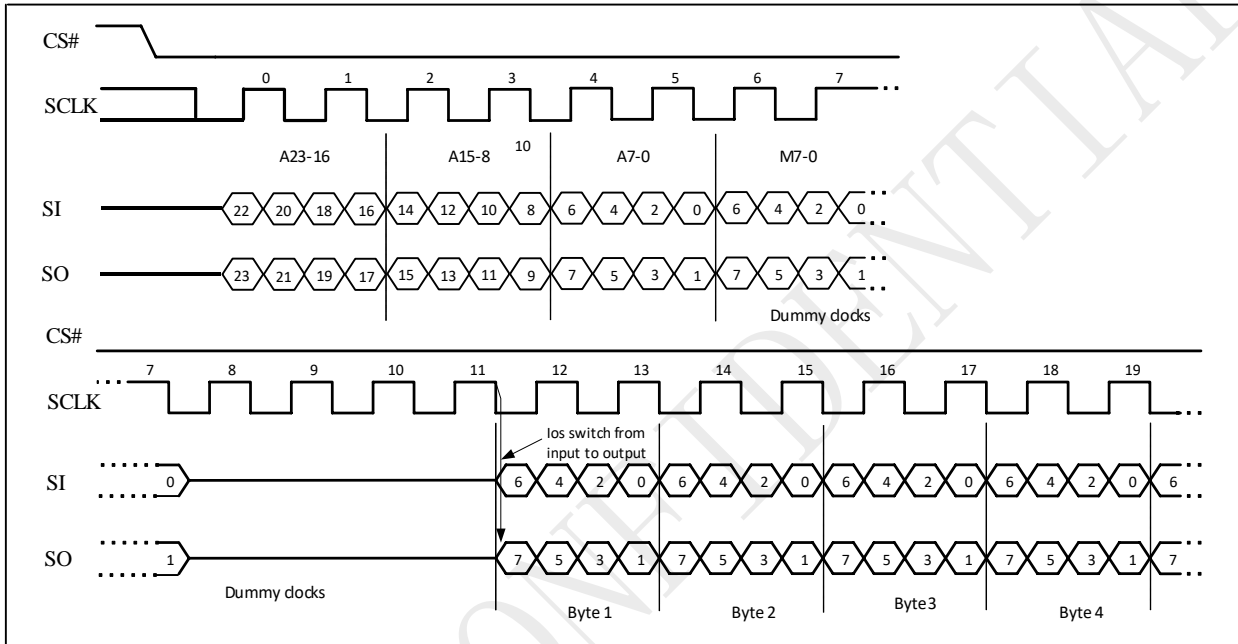 CS#
0 1 2 3 4 5 6 7
SCLK
A23-16 A15-8 10 A7-0 M7-0
SI 22 20 18 16 14 12 10 8 6 4 2 0 6 4 2 0
SO 23 21 19 17 15 13 11 9 7 5 3 1 7 5 3 1
Dummy clocks
CS#
7 8 9 10 11 12 13 14 15 16 17 18 19
SCLK
Ios switch from
input to output
SI 0 6 4 2 0 6 4 2 0 6 4 2 0 6 4 2 0 6
SO 1 7 5 3 1 7 5 3 1 7 5 3 1 7 5 3 1 7
Dummy clocks
Byte 1 Byte 2 Byte3 Byte 4